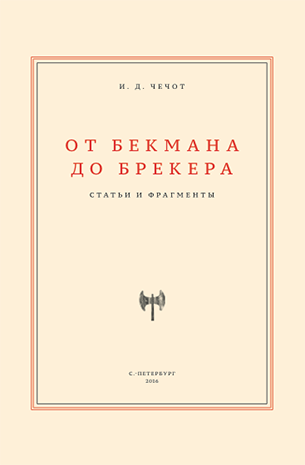 И. Д. ЧЕЧОТ
ОТ БЕКМАНА
ДО БРЕКЕРА
СТАТЬИ И ФРАГМЕНТЫ
С.-ПЕТЕРБУРГ
2016